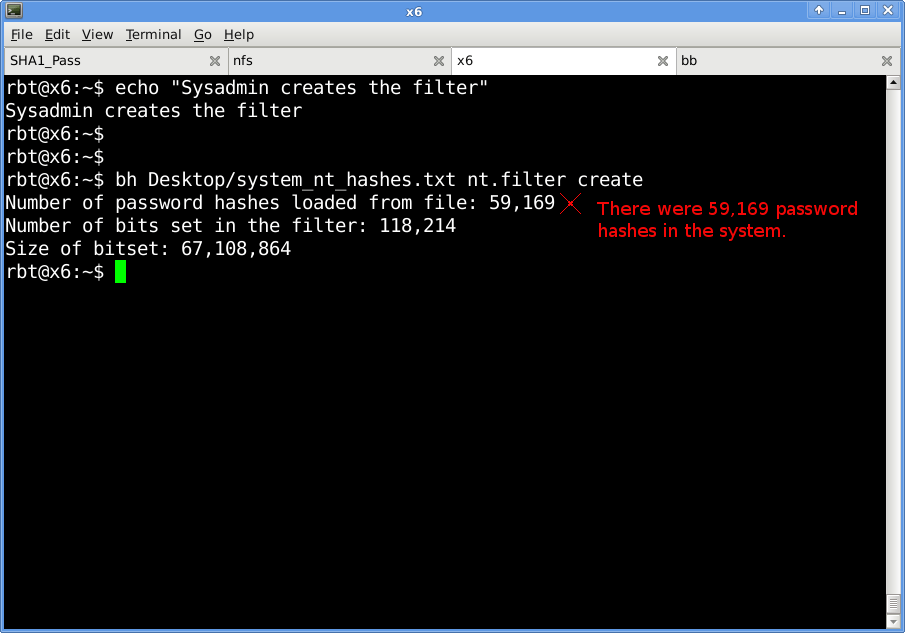 x6
File Edit View Terminal Go Help
SHA1_Pass nfs x6 bb
rbt@x6:~$ echo "Sysadmin creates the filter"
Sysadmin creates the filter
rbt@x6:~$
rbt@x6:~$
rbt@x6:~$ bh Desktop/system_nt_hashes.txt nt.filter create
Number of password hashes loaded from file: 59,169
There were 59,169 password
hashes in the system.
Number of bits set in the filter: 118,214
Size of bitset: 67,108,864
rbt@x6:~$